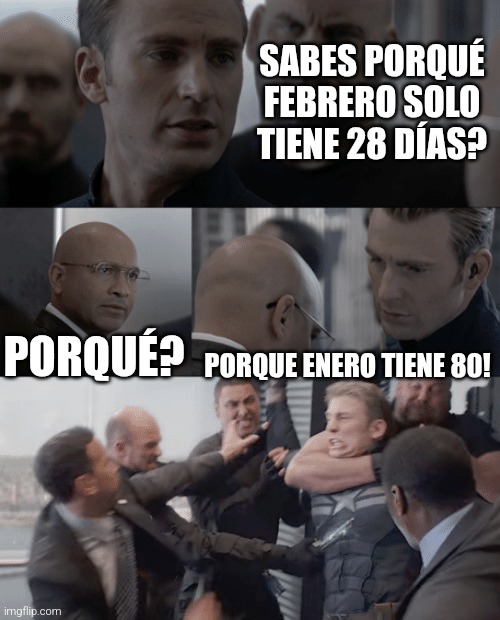 SABES PORQUÉ
FEBRERO SOLO
TIENE 28 DÍAS?
PORQUÉ?
PORQUE ENERO TIENE 80!
imgflip.com